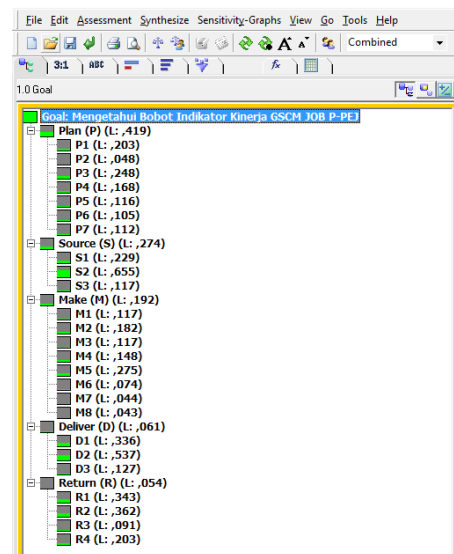 File Edit Assessment Synthesize Sensitivity-Graphs View Go Tools Help
A A Combined
3:1 ABC fx
1.0 Goal
Goal: Mengetahui Bobot Indikator Kinerja GSCM JOB P-PEJ
Plan (P) (L: ,419)
P1 (L: ,203)
P2 (L: ,048)
P3 (L: ,248)
P4 (L: ,168)
P5 (L: ,116)
P6 (L: ,105)
P7 (L: ,112)
Source (S) (L: ,274)
S1 (L: ,229)
S2 (L: ,655)
S3 (L: ,117)
Make (M) (L: ,192)
M1 (L: ,117)
M2 (L: ,182)
M3 (L: ,117)
M4 (L: ,148)
M5 (L: ,275)
M6 (L: ,074)
M7 (L: ,044)
M8 (L: ,043)
Deliver (D) (L: ,061)
D1 (L: ,336)
D2 (L: ,537)
D3 (L: ,127)
Return (R) (L: ,054)
R1 (L: ,343)
R2 (L: ,362)
R3 (L: ,091)
R4 (L: ,203)